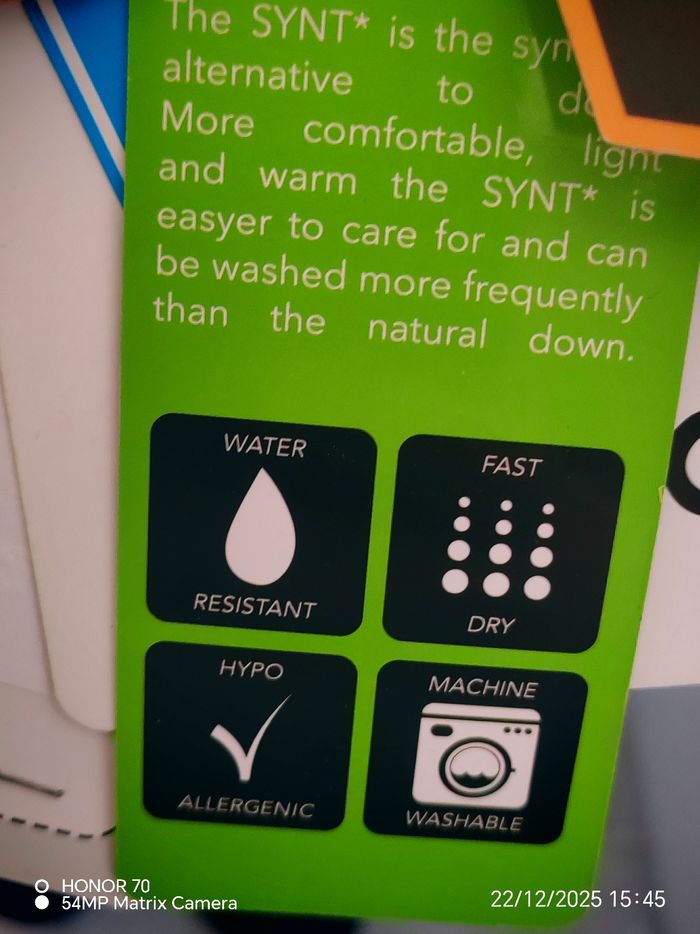 The SYNT* is the
alternative to
More comfortable, light
and warm the SYNT* is
easyer to care for and can
be washed more frequently
than the natural down.
WATER
RESISTANT
FAST
DRY
HYPO
ALLERGENIC
MACHINE
WASHABLE
HONOR 70
54MP Matrix Camera
22/12/2025 15:45